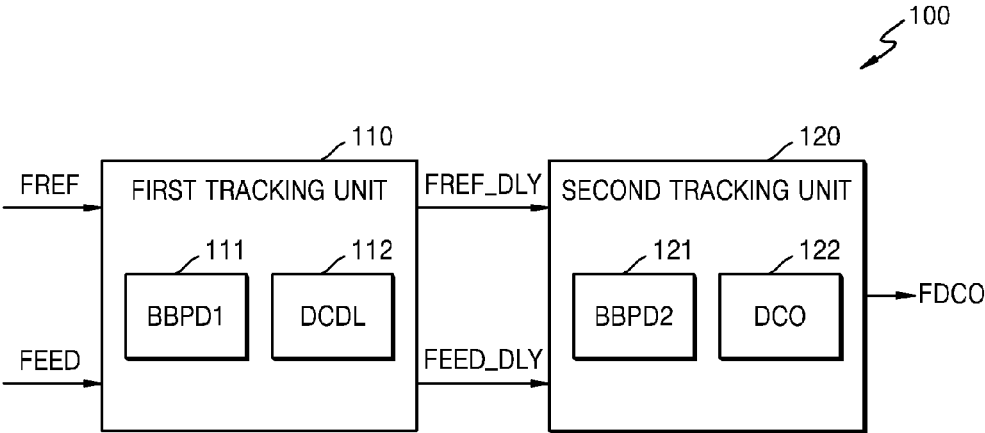 100
110
120
FREF
FIRST TRACKING UNIT
FREF_DLY
SECOND TRACKING UNIT
111
112
121
122
BBPD1
DCDL
BBPD2
DCO
FDCO
FEED
FEED_DLY